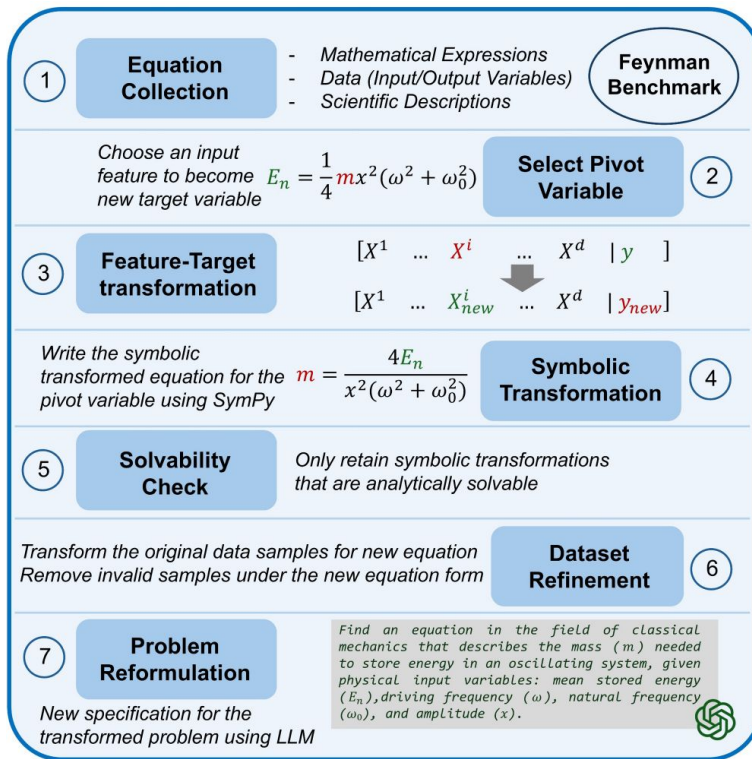 1
Equation
Collection
- Mathematical Expressions
- Data (Input/Output Variables)
- Scientific Descriptions
Feynman
Benchmark
Choose an input
feature to become
new target variable
E_n = \frac{1}{4} m x^2 (ω^2 + ω_0^2)
Select Pivot
Variable
2
3
Feature-Target
transformation
[X^1 ... X^i ... X^d | y ]
[X^1 ... X^i_{new} ... X^d | y_{new}]
Write the symbolic
transformed equation for the
pivot variable using SymPy
m = \frac{4E_n}{x^2(ω^2 + ω_0^2)}
Symbolic
Transformation
4
5
Solvability
Check
Only retain symbolic transformations
that are analytically solvable
Transform the original data samples for new equation
Remove invalid samples under the new equation form
Dataset
Refinement
6
7
Problem
Reformulation
New specification for the
transformed problem using LLM
Find an equation in the field of classical
mechanics that describes the mass (m) needed
to store energy in an oscillating system, given
physical input variables: mean stored energy
(E_n),driving frequency (ω), natural frequency
(ω_0), and amplitude (x).